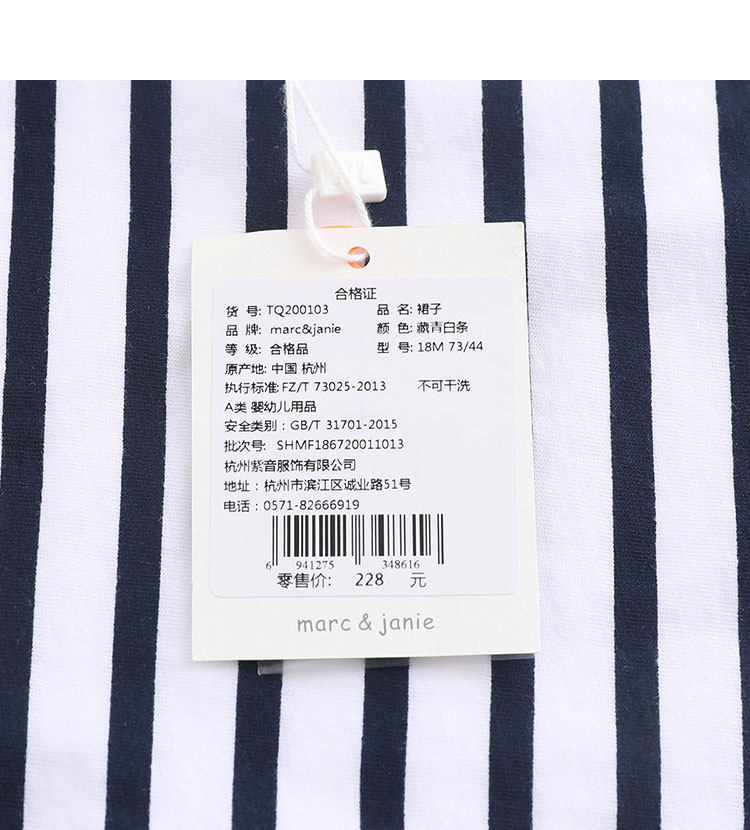 合格证
货 号: TQ200103 品 名: 裙子
品 牌: marc&janie 颜 色: 藏青白条
等 级: 合格品 型 号: 18M 73/44
原产地: 中国 杭州
执行标准: FZ/T 73025-2013 不可干洗
A类 婴幼儿用品
安全类别: GB/T 31701-2015
批次号: SHMF186720011013
杭州紫音服饰有限公司
地址: 杭州市滨江区诚业路51号
电话: 0571-82666919
6 941275 348616
零售价: 228 元
marc & janie